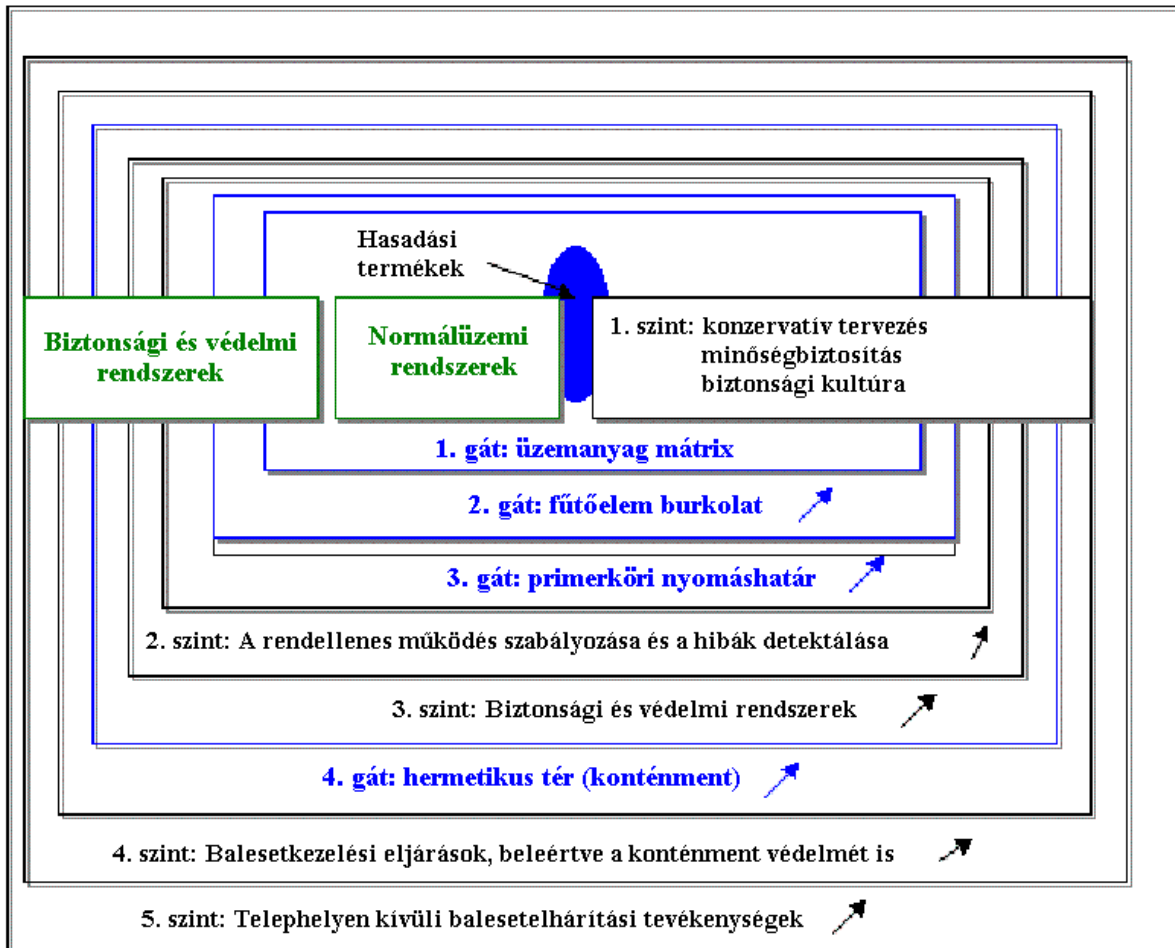 Hasadási
termékek
Biztonsági és védelmi
rendszerek
Normálüzemi
rendszerek
1. szint: konzervatív tervezés
minőségbiztosítás
biztonsági kultúra
1. gát: üzemanyag mátrix
2. gát: fűtőelem burkolat
3. gát: primerköri nyomáshatár
2. szint: A rendellenes működés szabályozása és a hibák detektálása
3. szint: Biztonsági és védelmi rendszerek
4. gát: hermetikus tér (konténment)
4. szint: Balesetkezelési eljárások, beleértve a konténment védelmét is
5. szint: Telephelyen kívüli balesetelhárítási tevékenységek